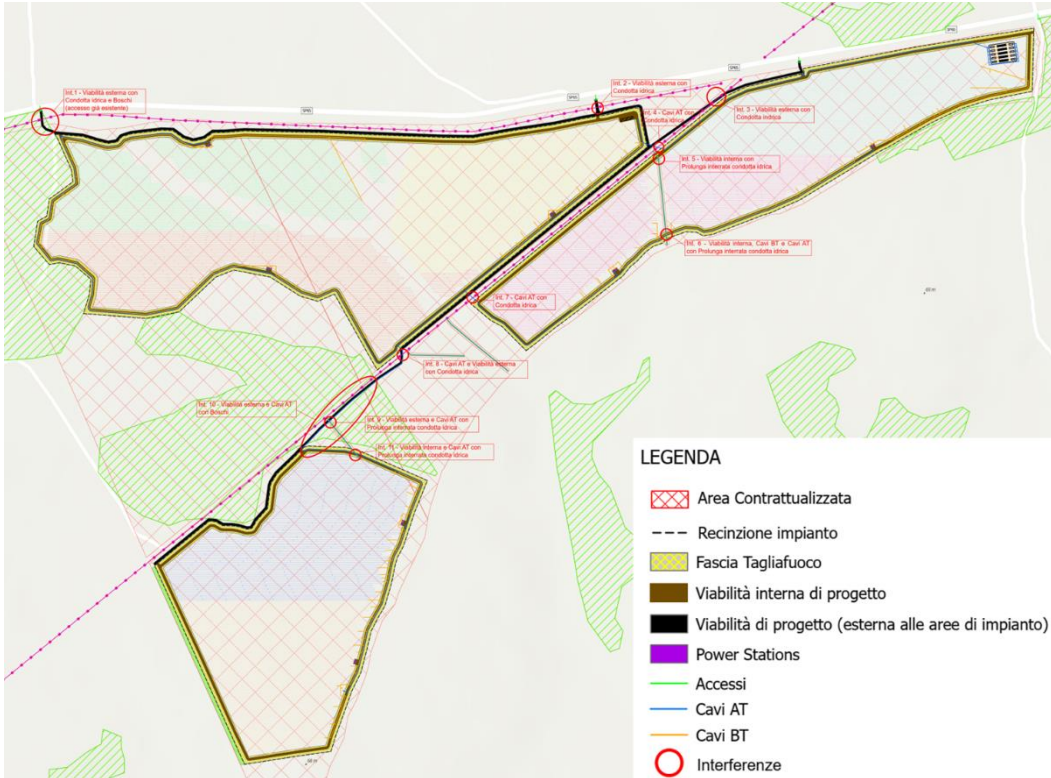 Int. 1 - Viabilità esterna con
Condotta idrica e Boschi
(accesso già esistente)
Int. 2 - Viabilità esterna con
Condotta idrica
Int. 3 - Viabilità esterna con
Condotta indrica
Int. 4 - Cavi AT con
Condotta idrica
Int. 5 - Viabilità interna con
Prolunga interrata condotta idrica
Int. 6 - Viabilità interna, Cavi BT e Cavi AT
con Prolunga interrata condotta idrica
Int. 7 - Cavi AT con
Condotta idrica
Int. 8 - Cavi AT e Viabilità esterna
con Condotta idrica
Int. 10 - Viabilità esterna e Cavi AT
con Boschi
Int. 9 - Viabilità esterna e Cavi AT con
Prolunga interrata condotta idrica
Int. 11 - Viabilità interna e Cavi AT con
Prolunga interrata condotta idrica
LEGENDA
Area Contrattualizzata
Recinzione impianto
Fascia Tagliafuoco
Viabilità interna di progetto
Viabilità di progetto (esterna alle aree di impianto)
Power Stations
Accessi
Cavi AT
Cavi BT
Interferenze